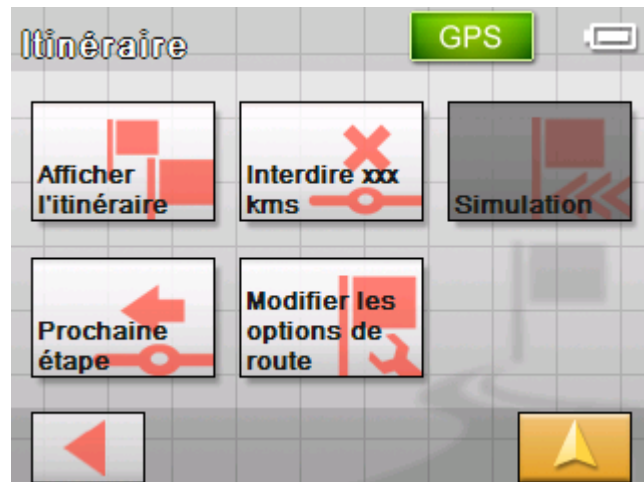 Itinéraire
GPS
Afficher
l'itinéraire
Interdire xxx
kms
Simulation
Prochaine
étape
Modifier les
options de
route